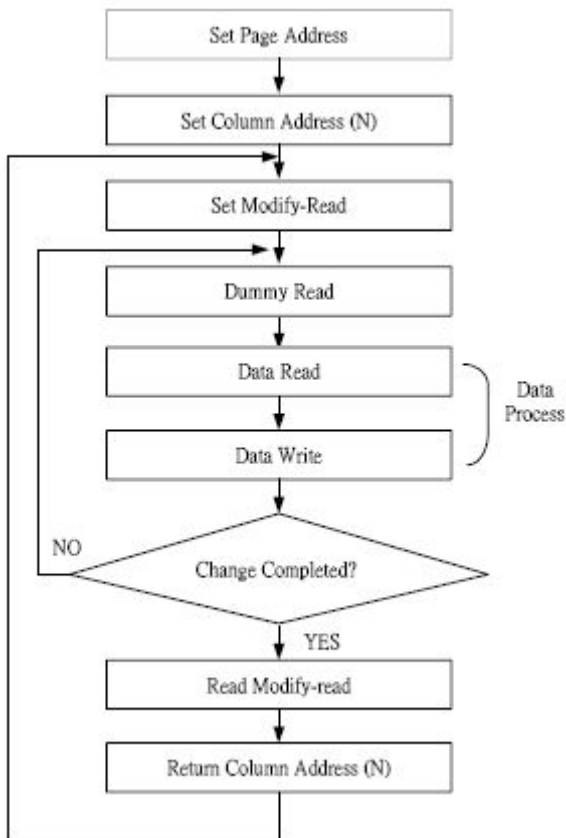 Set Page Address
Set Column Address (N)
Set Modify-Read
Dummy Read
Data Read
Data
Process
Data Write
NO
Change Completed?
YES
Read Modify-read
Return Column Address (N)